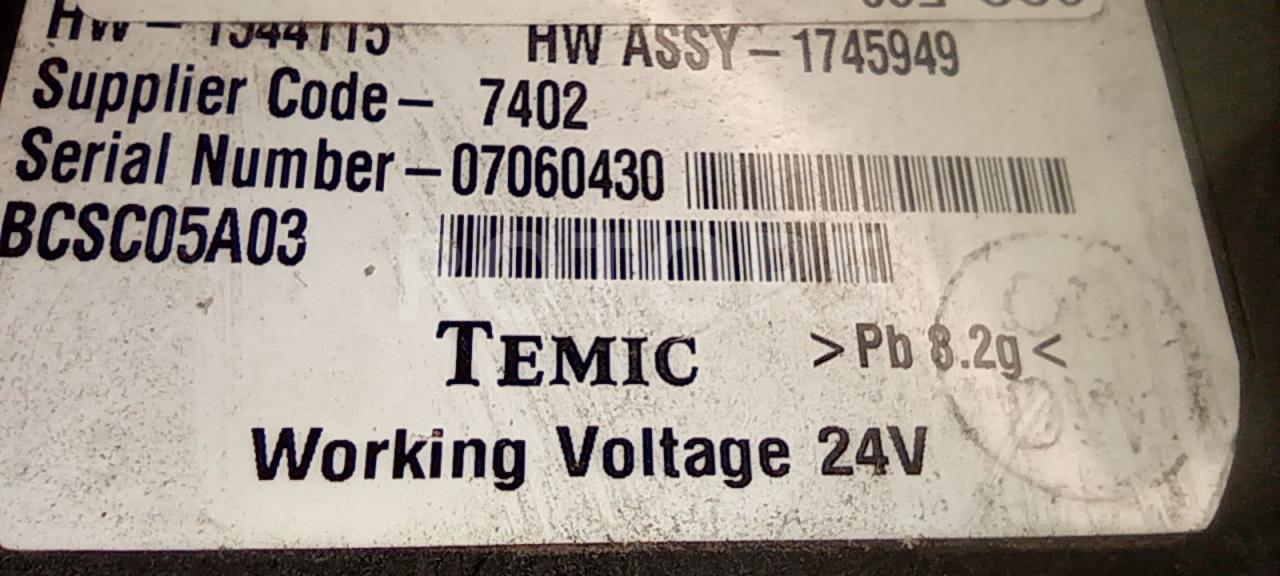 HW ASSY – 1745949
Supplier Code – 7402
Serial Number – 07060430
BCSC05A03
TEMIC >Pb 8.2g<
Working Voltage 24V